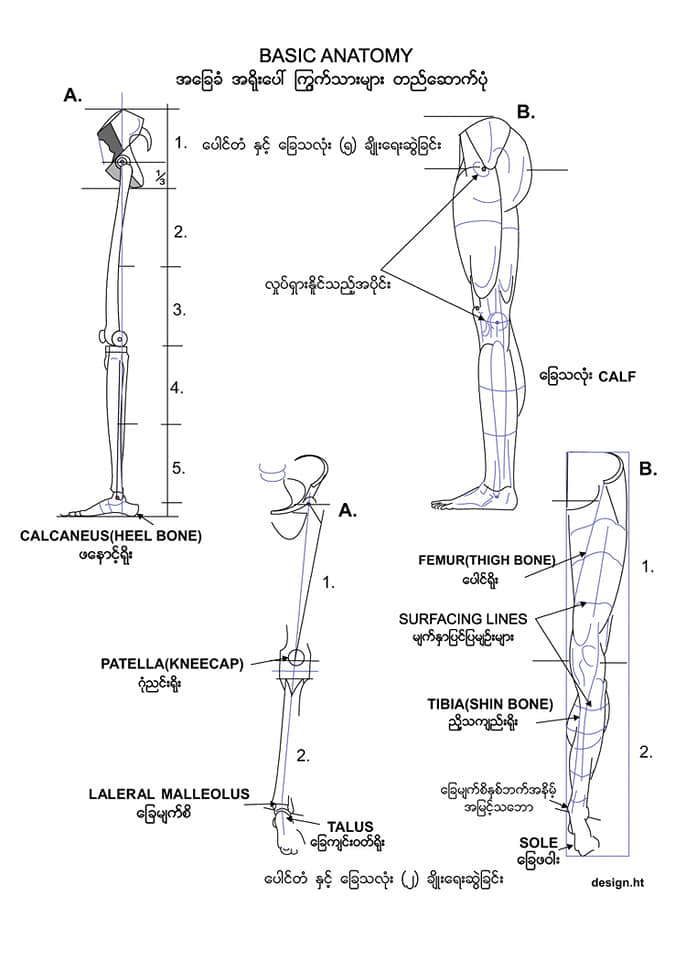 BASIC ANATOMY
အခြေခံ အရိုးပေါ် ကြွက်သားများ တည်ဆောက်ပုံ
A.
B.
1. ပေါင်တံ နှင့် ခြေသလုံး (၅) ချိုးရေးဆွဲခြင်း
1/3
2.
လှုပ်ရှားနိူင်သည့်အပိုင်း
3.
ခြေသလုံး CALF
4.
5.
CALCANEUS(HEEL BONE)
ဖနောင့်ရိုး
A.
1.
PATELLA(KNEECAP)
ဂုံညင်းရိုး
2.
LALERAL MALLEOLUS
ခြေမျက်စိ
TALUS
ခြေကျင်းဝတ်ရိုး
B.
FEMUR(THIGH BONE)
ပေါင်ရိုး
1.
SURFACING LINES
မျက်နှာပြင်ပြမျဉ်းများ
TIBIA(SHIN BONE)
ညို့သကျည်းရိုး
2.
ခြေမျက်စိနှစ်ဘက်အနိမ့်
အမြင့်သဘော
SOLE
ခြေဖဝါး
ပေါင်တံ နှင့် ခြေသလုံး (၂) ချိုးရေးဆွဲခြင်း
design.ht